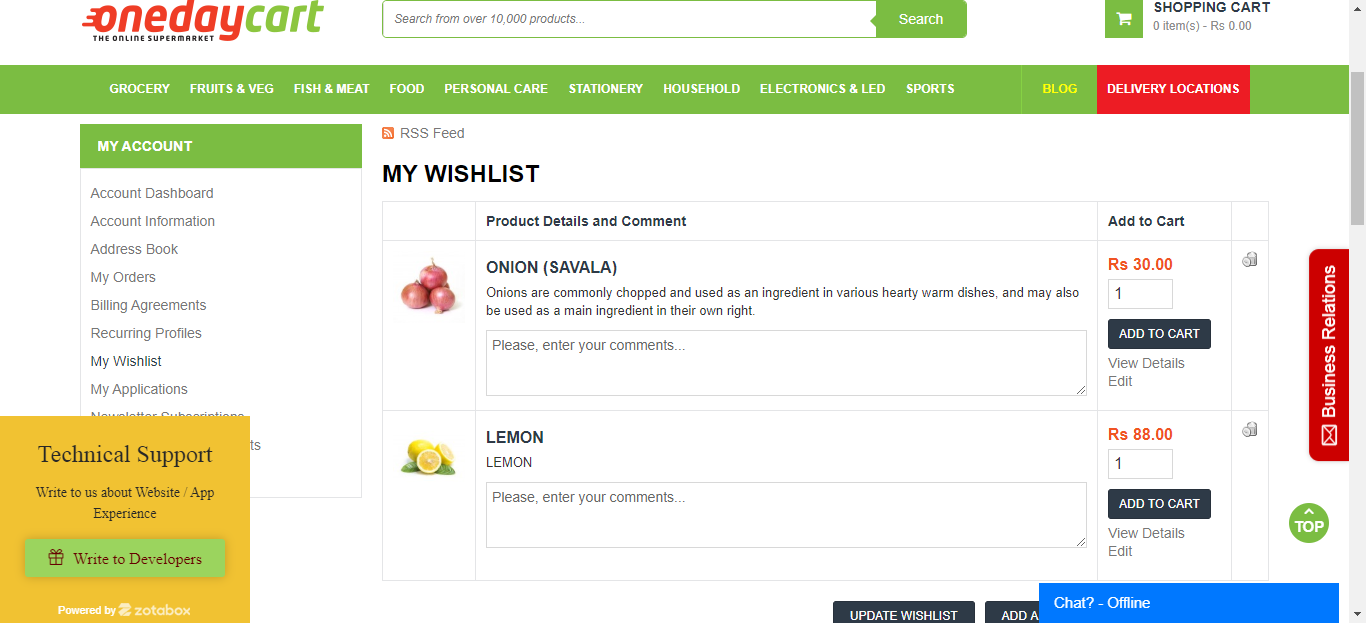 onedaycart
THE ONLINE SUPERMARKET
Search from over 10,000 products...
Search
SHOPPING CART
0 item(s) - Rs 0.00
GROCERY FRUITS & VEG FISH & MEAT FOOD PERSONAL CARE STATIONERY HOUSEHOLD ELECTRONICS & LED SPORTS BLOG DELIVERY LOCATIONS
MY ACCOUNT
Account Dashboard
Account Information
Address Book
My Orders
Billing Agreements
Recurring Profiles
My Wishlist
My Applications
Newsletter Subscriptions
Technical Support
Write to us about Website / App
Experience
Write to Developers
Powered by zotabox
RSS Feed
MY WISHLIST
Product Details and Comment
Add to Cart
ONION (SAVALA)
Onions are commonly chopped and used as an ingredient in various hearty warm dishes, and may also
be used as a main ingredient in their own right.
Please, enter your comments...
Rs 30.00
1
ADD TO CART
View Details
Edit
LEMON
LEMON
Please, enter your comments...
Rs 88.00
1
ADD TO CART
View Details
Edit
UPDATE WISHLIST
ADD A
Business Relations
TOP
Chat? - Offline